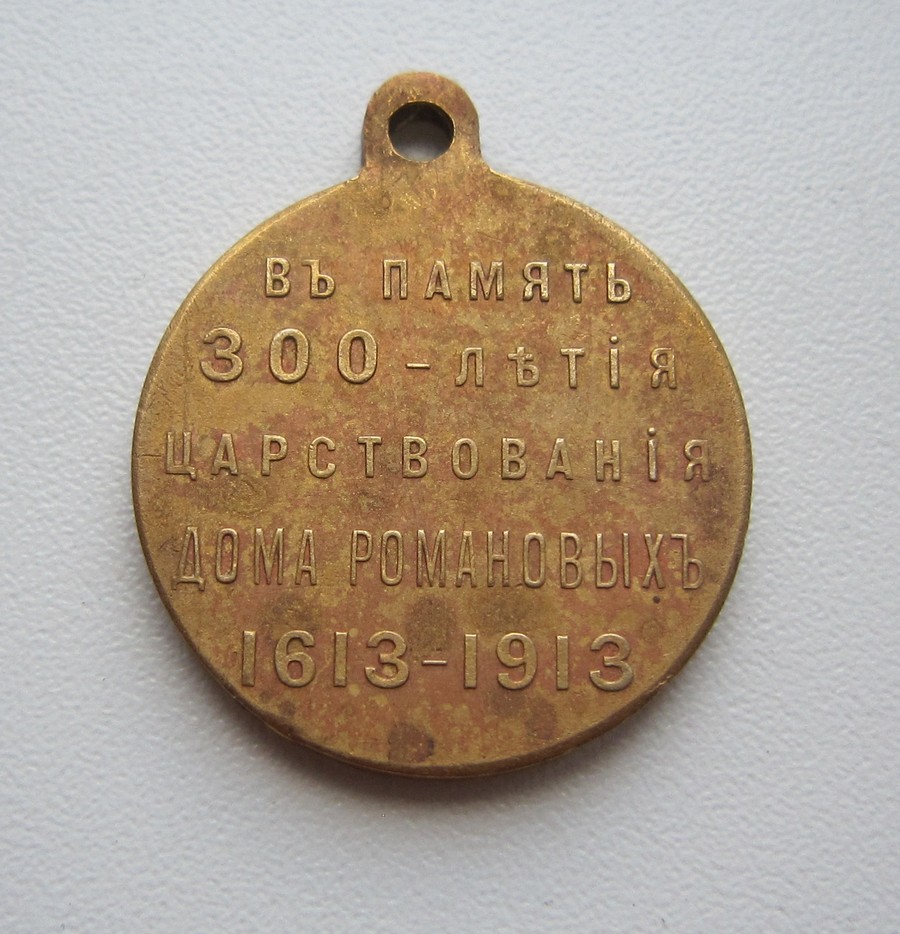 ВЪ ПАМЯТЬ
300-ЛѢТІЯ
ЦАРСТВОВАНІЯ
ДОМА РОМАНОВЫХЪ
1613-1913